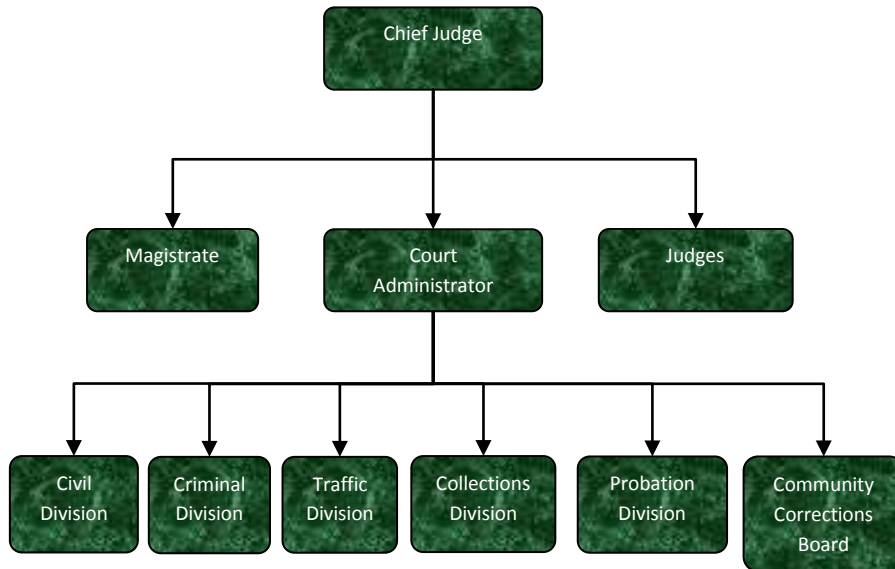 Chief Judge
Magistrate
Court
Administrator
Judges
Civil
Division
Criminal
Division
Traffic
Division
Collections
Division
Probation
Division
Community
Corrections
Board